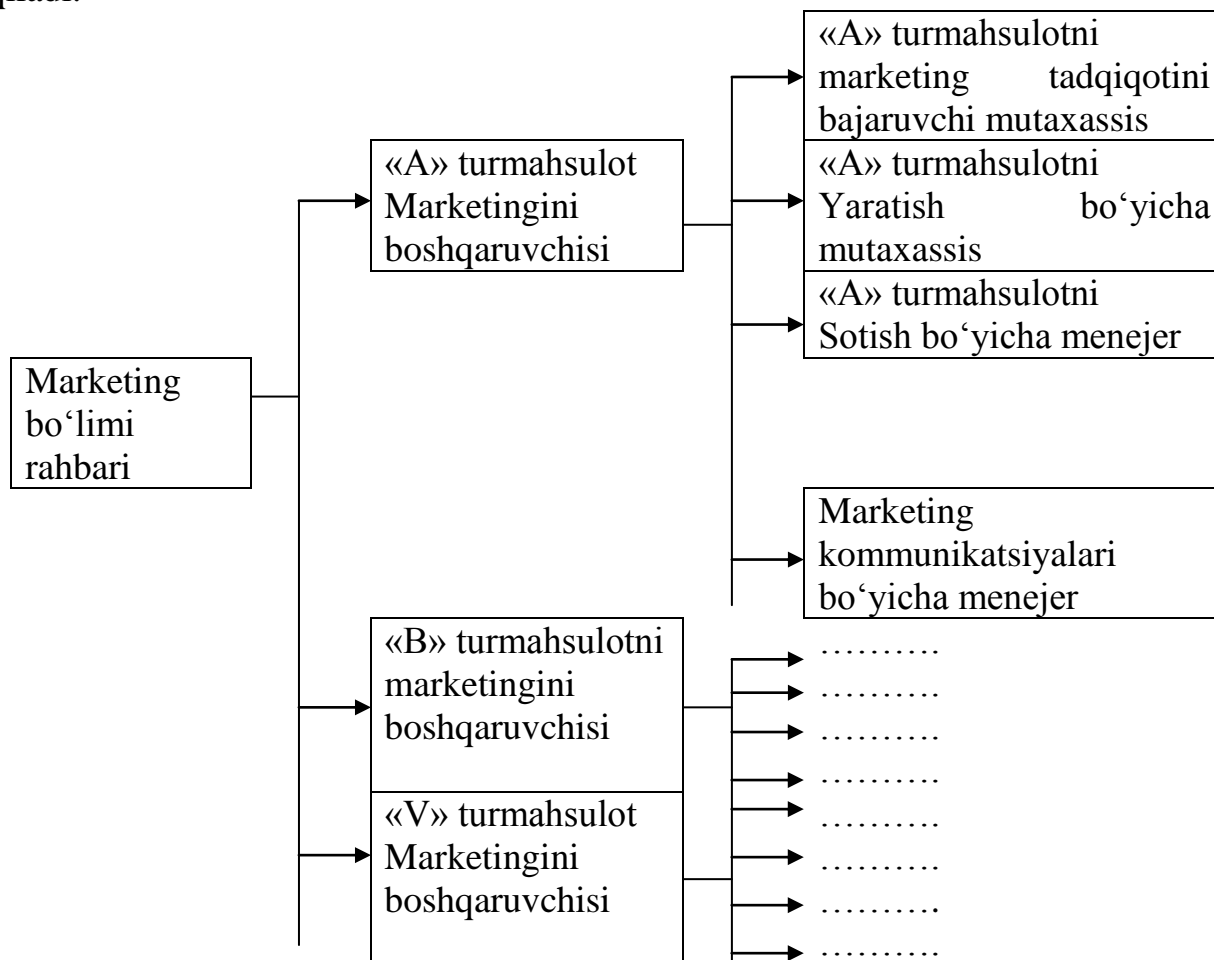 «A» turmahsulotni
marketing tadqiqotini
bajaruvchi mutaxassis
«A» turmahsulot
Marketingini
boshqaruvchisi
«A» turmahsulotni
Yaratish bo‘yicha
mutaxassis
«A» turmahsulotni
Sotish bo‘yicha menejer
Marketing
bo‘limi
rahbari
Marketing
kommunikatsiyalari
bo‘yicha menejer
«B» turmahsulotni
marketingini
boshqaruvchisi
……….
……….
……….
……….
«V» turmahsulot
Marketingini
boshqaruvchisi
……….
……….
……….
……….